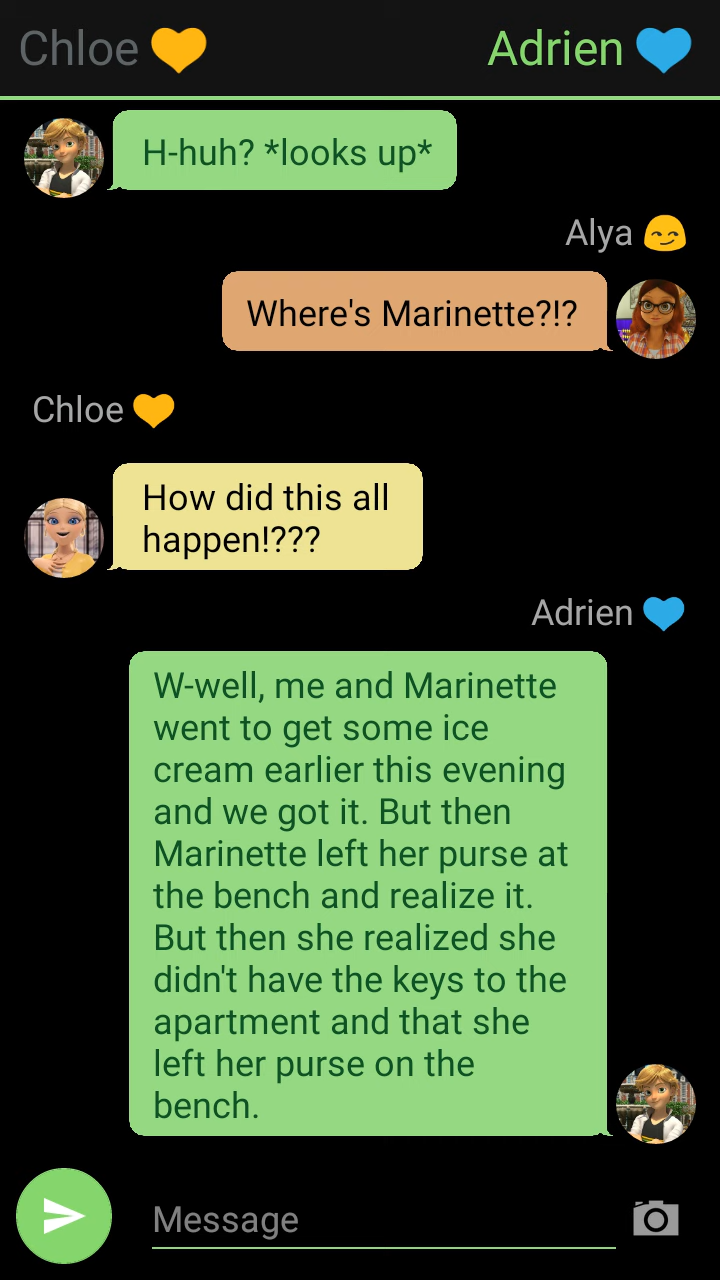 Chloe 🧡 Adrien 💙
H-huh? *looks up*
Alya 😏
Where's Marinette?!?
Chloe 🧡
How did this all
happen!???
Adrien 💙
W-well, me and Marinette
went to get some ice
cream earlier this evening
and we got it. But then
Marinette left her purse at
the bench and realize it.
But then she realized she
didn't have the keys to the
apartment and that she
left her purse on the
bench.
Message